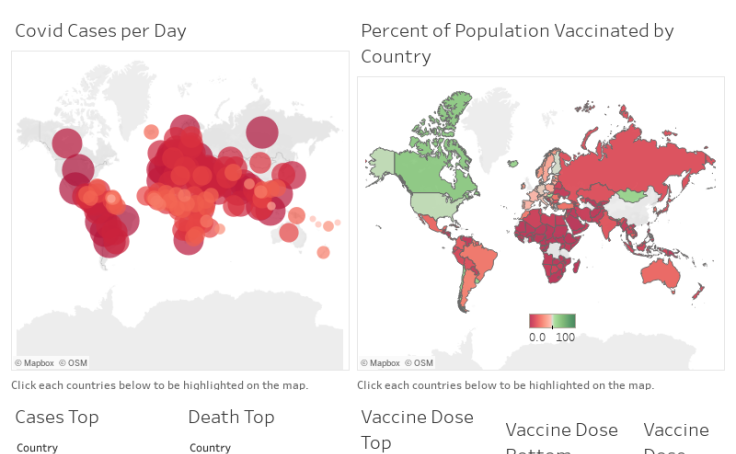 Covid Cases per Day
Percent of Population Vaccinated by
Country
0.0 100
© Mapbox © OSM
© Mapbox © OSM
Click each countries below to be highlighted on the map.
Click each countries below to be highlighted on the map.
Cases Top
Death Top
Vaccine Dose
Top
Vaccine Dose
Bottom
Vaccine
Dose
Country
Country